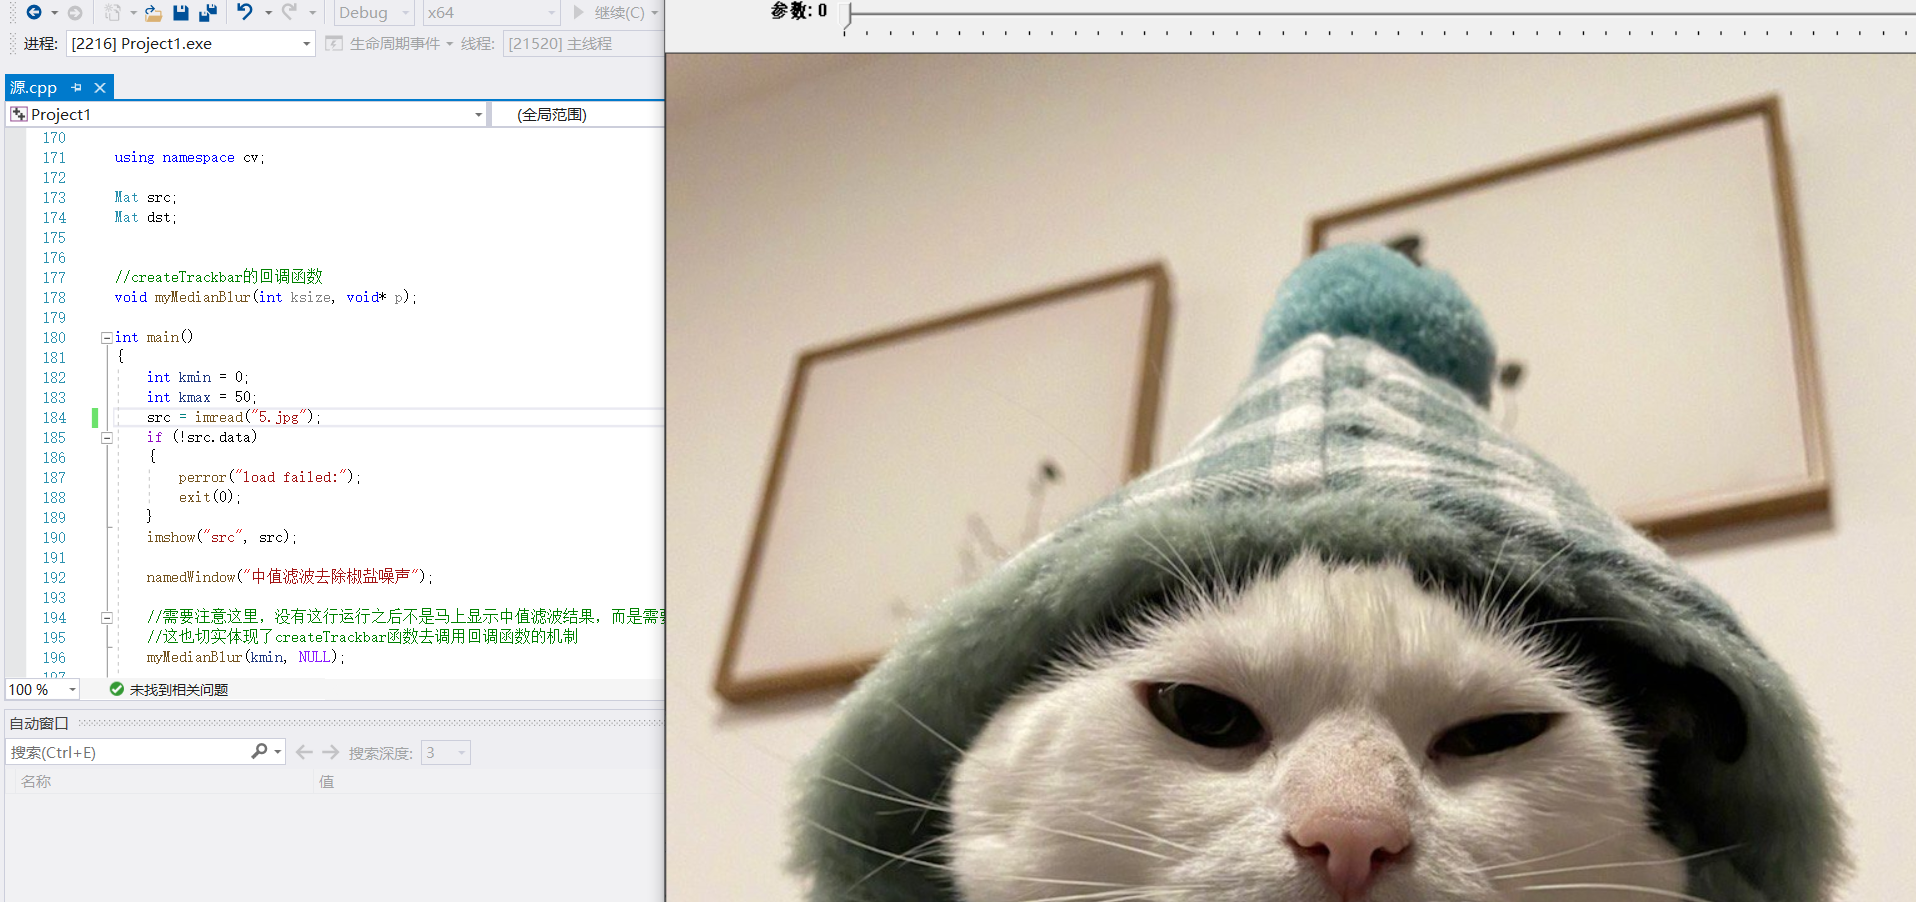 Debug x64 继续(C)
进程: [2216] Project1.exe 生命周期事件 线程: [21520] 主线程
源.cpp
Project1 (全局范围)
170
171 using namespace cv;
172
173 Mat src;
174 Mat dst;
175
176
177 //createTrackbar的回调函数
178 void myMedianBlur(int ksize, void* p);
179
180 int main()
181 {
182 int kmin = 0;
183 int kmax = 50;
184 src = imread("5.jpg");
185 if (!src.data)
186 {
187 perror("load failed:");
188 exit(0);
189 }
190 imshow("src", src);
191
192 namedWindow("中值滤波去除椒盐噪声");
193
194 //需要注意这里，没有这行运行之后不是马上显示中值滤波结果，而是需要
195 //这也切实体现了createTrackbar函数去调用回调函数的机制
196 myMedianBlur(kmin, NULL);
197
100 % 未找到相关问题
自动窗口
搜索(Ctrl+E) 搜索深度: 3
名称 值
参数: 0